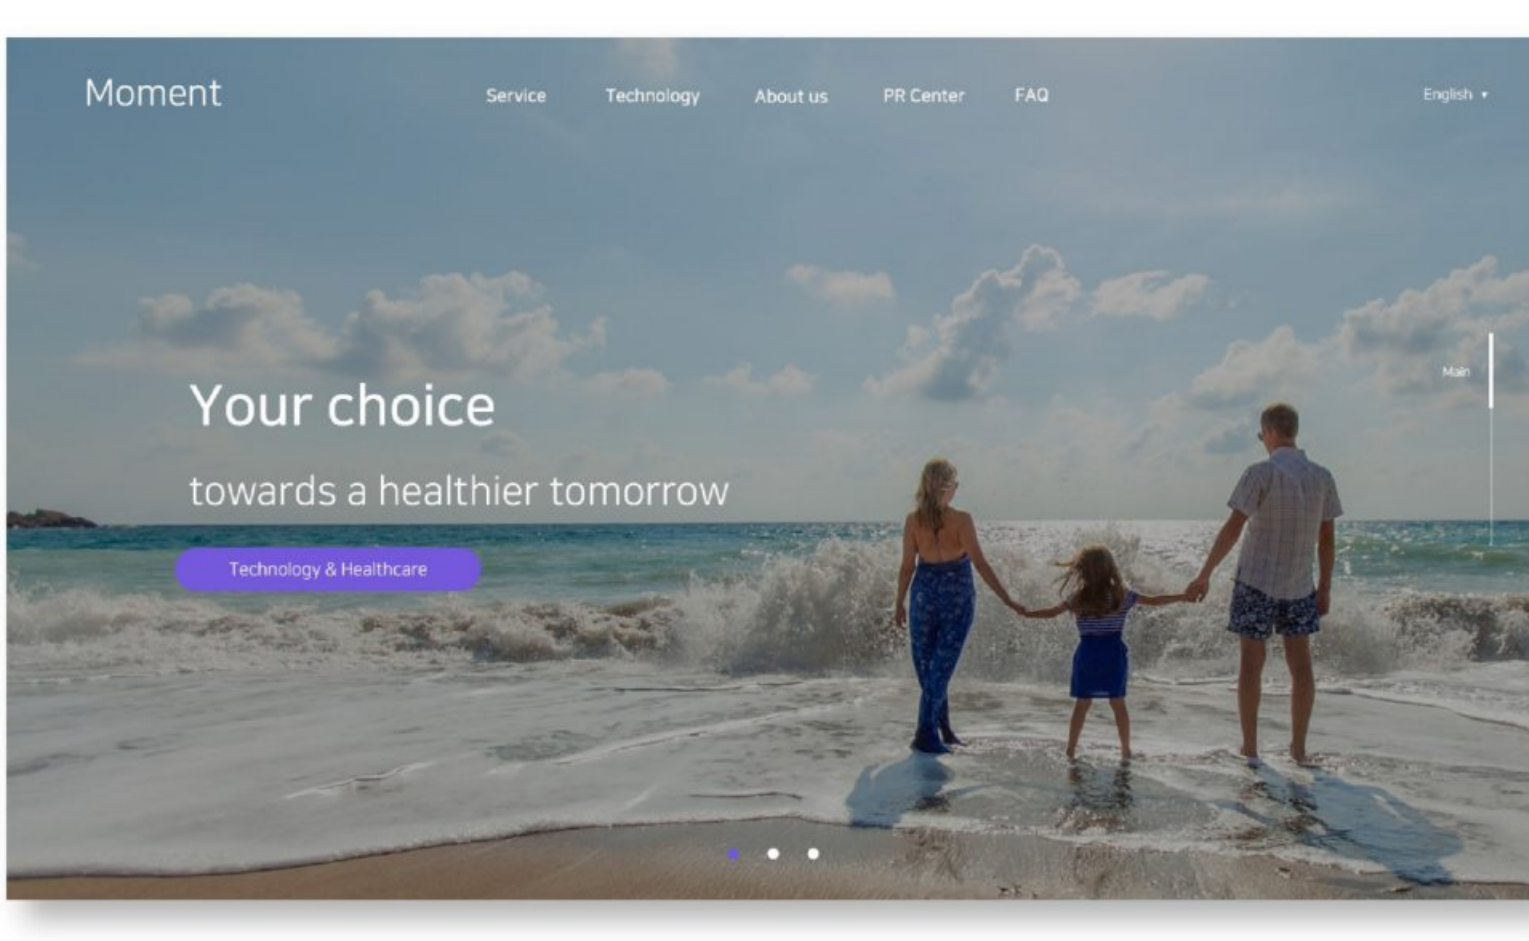 Moment
Service Technology About us PR Center FAQ
English ▾
Main
Your choice
towards a healthier tomorrow
Technology & Healthcare